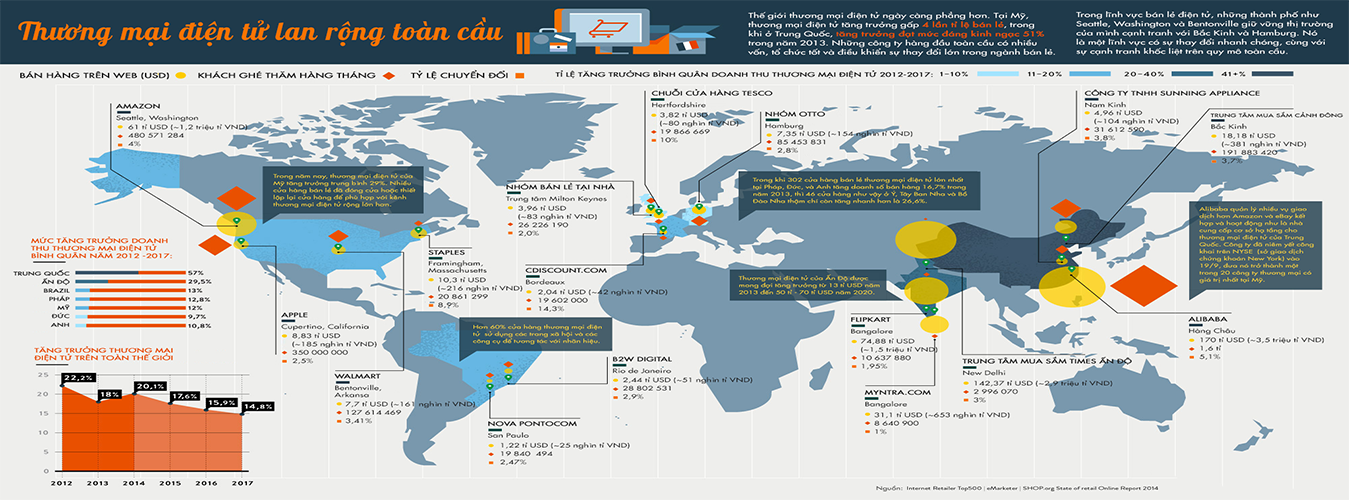 Thương mại điện tử lan rộng toàn cầu
Thế giới thương mại điện tử ngày càng phẳng hơn. Tại Mỹ,
thương mại điện tử tăng trưởng gấp 4 lần tỉ lệ bán lẻ, trong
khi ở Trung Quốc, tăng trưởng đạt mức đáng kinh ngạc 51%
trong năm 2013. Những công ty hàng đầu toàn cầu có nhiều
vốn, tổ chức tốt và điều khiển sự thay đổi lớn trong ngành bán lẻ.
Trong lĩnh vực bán lẻ điện tử, những thành phố như
Seattle, Washington và Bentonville giữ vững thị trường
của mình cạnh tranh với Bắc Kinh và Hamburg. Nó
là một lĩnh vực có sự thay đổi nhanh chóng, cùng với
sự cạnh tranh khốc liệt trên quy mô toàn cầu.
BÁN HÀNG TRÊN WEB (USD)
KHÁCH GHÉ THĂM HÀNG THÁNG
TỶ LỆ CHUYỂN ĐỔI
TỈ LỆ TĂNG TRƯỞNG BÌNH QUÂN DOANH THU THƯƠNG MẠI ĐIỆN TỬ 2012-2017: 1-10% 11-20% 20-40% 41+%
AMAZON
Seattle, Washington
61 tỉ USD (~1,2 triệu tỉ VND)
480 571 284
4%
CHUỖI CỬA HÀNG TESCO
Hertfordshire
3,82 tỉ USD
(~80 nghìn tỉ VND)
19 866 669
10%
NHÓM OTTO
Hamburg
7,35 tỉ USD (~154 nghìn tỉ VND)
85 453 831
2,8%
CÔNG TY TNHH SUNNING APPLIANCE
Nam Kinh
4,96 tỉ USD
(~104 nghìn tỉ VND)
31 612 590
3,8%
TRUNG TÂM MUA SẮM CÁNH ĐỒNG
Bắc Kinh
18,18 tỉ USD
(~381 nghìn tỉ VND)
191 883 420
3,7%
Trong năm nay, thương mại điện tử của
Mỹ tăng trưởng trung bình 29%. Nhiều
cửa hàng bán lẻ đã đóng cửa hoặc thiết
lập lại cửa hàng để phù hợp với kênh
thương mại điện tử rộng lớn hơn.
NHÓM BÁN LẺ TẠI NHÀ
Trung tâm Milton Keynes
3,96 tỉ USD
(~83 nghìn tỉ VND)
26 226 190
2,0%
Trong khi 302 cửa hàng bán lẻ thương mại điện tử lớn nhất
tại Pháp, Đức, và Anh tăng doanh số bán hàng 16,7% trong
năm 2013, thì 46 cửa hàng như vậy ở Ý, Tây Ban Nha và Bồ
Đào Nha thậm chí còn tăng nhanh hơn là 26,6%.
Alibaba quản lý nhiều vụ giao
dịch hơn Amazon và eBay kết
hợp và hoạt động như là nhà
cung cấp cơ sở hạ tầng cho
thương mại điện tử của Trung
Quốc. Công ty đã niêm yết công
khai trên NYSE (sở giao dịch
chứng khoán New York) vào
19/9, đưa nó trở thành một
trong 20 công ty thương mại có
giá trị nhất tại Mỹ.
MỨC TĂNG TRƯỞNG DOANH
THU THƯƠNG MẠI ĐIỆN TỬ
BÌNH QUÂN NĂM 2012 -2017:
TRUNG QUỐC 57%
ẤN ĐỘ 29,5%
BRAZIL 13%
PHÁP 12,8%
MỸ 12%
ĐỨC 9,7%
ANH 10,8%
STAPLES
Framingham,
Massachusetts
10,3 tỉ USD
(~216 nghìn tỉ VND)
20 861 299
8,9%
CDISCOUNT.COM
Bordeaux
2,04 tỉ USD (~42 nghìn tỉ VND)
19 602 000
14,3%
Thương mại điện tử của Ấn Độ được
mong đợi tăng trưởng từ 13 tỉ USD năm
2013 đến 50 tỉ - 70 tỉ USD năm 2020.
APPLE
Cupertino, California
8,83 tỉ USD
(~185 nghìn tỉ VND)
350 000 000
2,5%
Hơn 60% cửa hàng thương mại điện
tử sử dụng các trang xã hội và các
công cụ để tương tác với nhãn hiệu.
FLIPKART
Bangalore
74,88 tỉ USD
(~1,5 triệu tỉ VND)
10 637 880
1,95%
ALIBABA
Hàng Châu
170 tỉ USD (~3,5 triệu tỉ VND)
1,6 tỉ
5,1%
TĂNG TRƯỞNG THƯƠNG MẠI
ĐIỆN TỬ TRÊN TOÀN THẾ GIỚI
25
20
15
10
5
0
22,2%
18%
20,1%
17,6%
15,9%
14,8%
2012 2013 2014 2015 2016 2017
WALMART
Bentonville,
Arkansa
7,7 tỉ USD (~161 nghìn tỉ VND)
127 614 469
3,41%
B2W DIGITAL
Rio de Janeiro
2,44 tỉ USD (~51 nghìn tỉ VND)
28 802 531
2,9%
TRUNG TÂM MUA SẮM TIMES ẤN ĐỘ
New Delhi
142,37 tỉ USD (~2,9 triệu tỉ VND)
2 996 070
3%
MYNTRA.COM
Bangalore
31,1 tỉ USD (~653 nghìn tỉ VND)
8 640 900
1%
NOVA PONTOCOM
San Paulo
1,22 tỉ USD (~25 nghìn tỉ VND)
19 840 494
2,47%
Nguồn: Internet Retailer Top500 | eMarketer | SHOP.org State of retail Online Report 2014